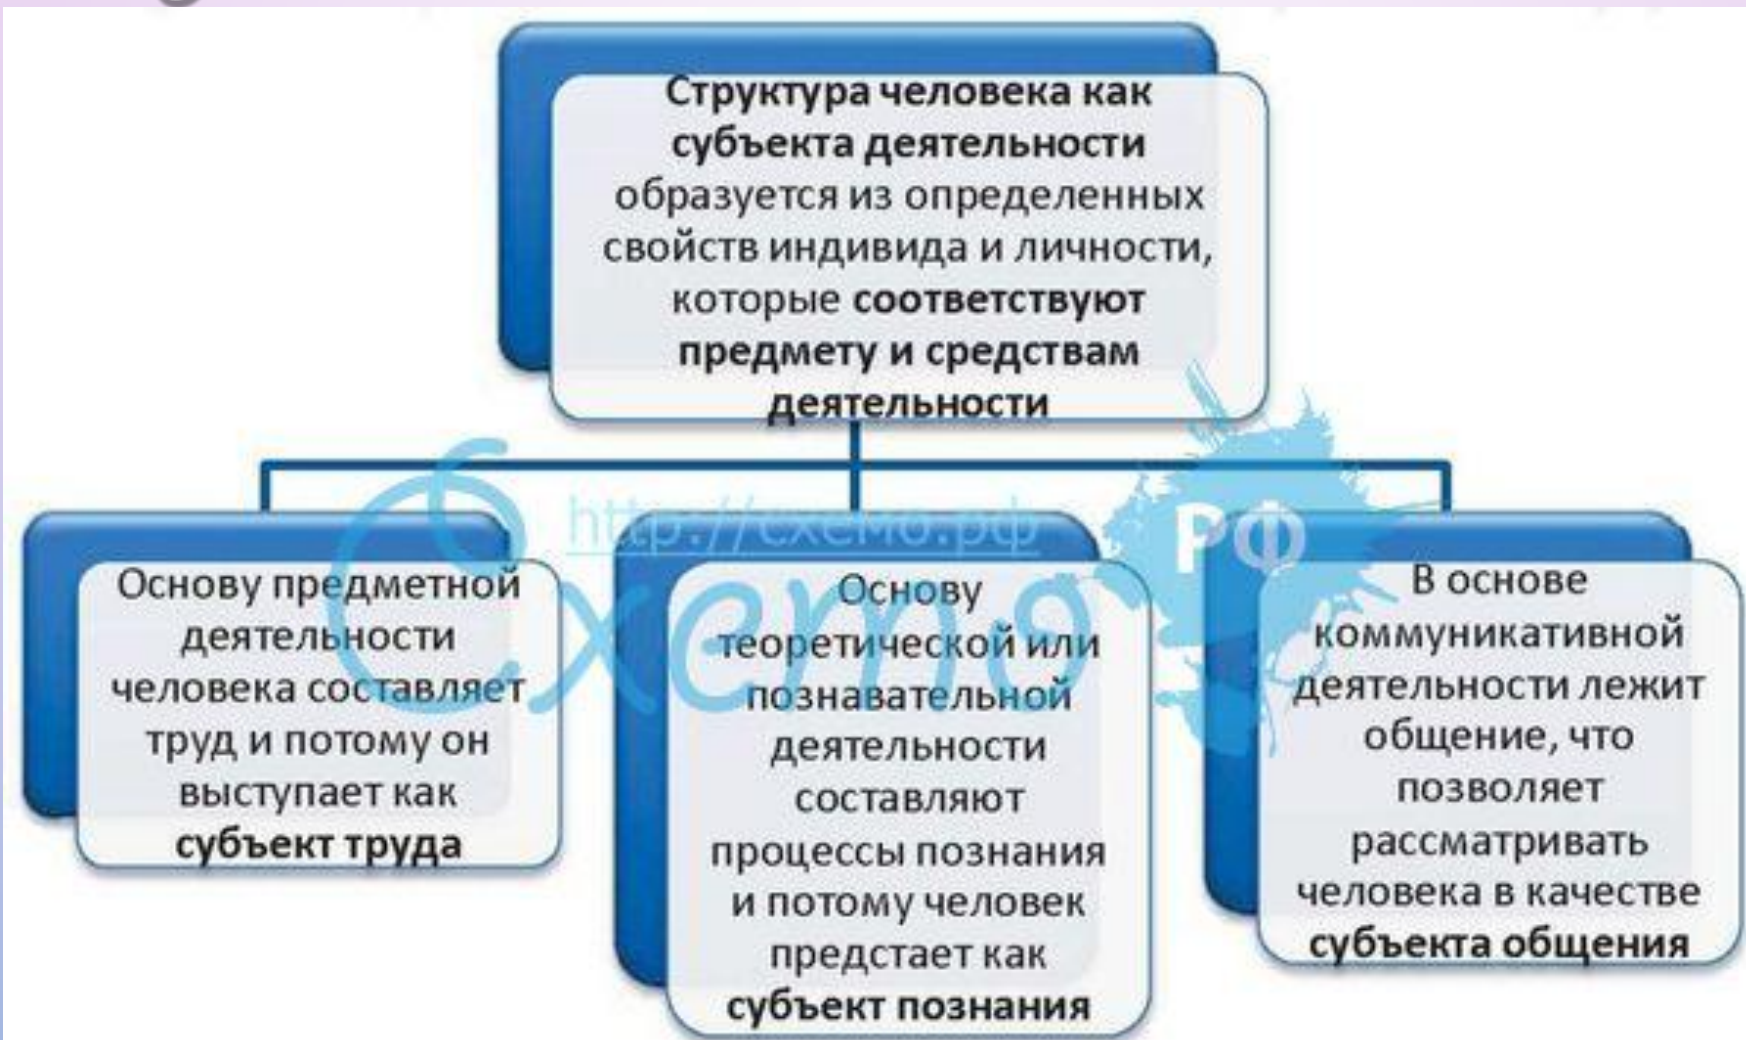 Структура человека как
субъекта деятельности
образуется из определенных
свойств индивида и личности,
которые соответствуют
предмету и средствам
деятельности
http://схемо.рф
Схемо
РФ
Основу предметной
деятельности
человека составляет
труд и потому он
выступает как
субъект труда
Основу
теоретической или
познавательной
деятельности
составляют
процессы познания
и потому человек
предстает как
субъект познания
В основе
коммуникативной
деятельности лежит
общение, что
позволяет
рассматривать
человека в качестве
субъекта общения